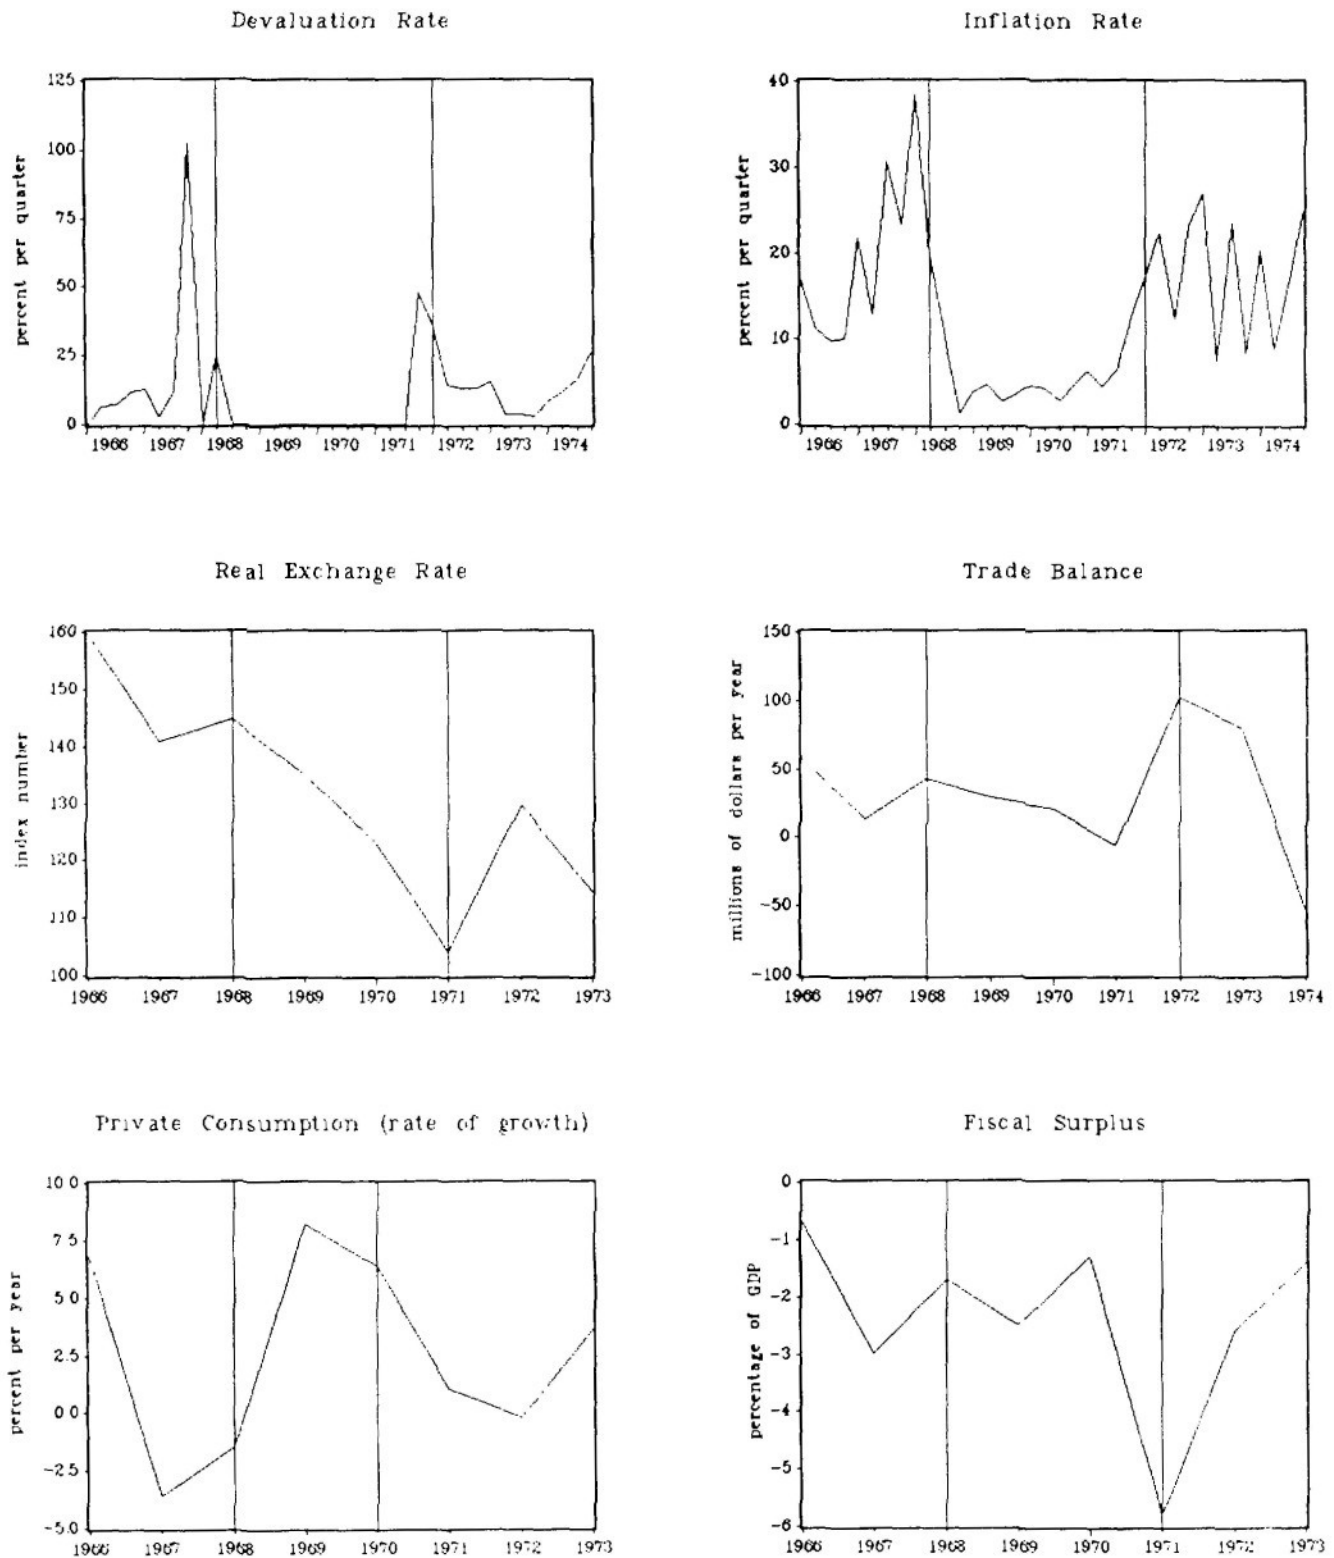 Devaluation Rate
percent per quarter
125
100
75
50
25
0
1966 1967 1968 1969 1970 1971 1972 1973 1974
Inflation Rate
percent per quarter
40
30
20
10
0
1966 1967 1968 1969 1970 1971 1972 1973 1974
Real Exchange Rate
index number
160
150
140
130
120
110
100
1966 1967 1968 1969 1970 1971 1972 1973
Trade Balance
millions of dollars per year
150
100
50
0
-50
-100
1966 1967 1968 1969 1970 1971 1972 1973 1974
Private Consumption (rate of growth)
percent per year
10 0
7 5
5 0
2.5
0 0
-2.5
-5.0
1966 1967 1968 1969 1970 1971 1972 1973
Fiscal Surplus
percentage of GDP
0
-1
-2
-3
-4
-5
-6
1966 1967 1968 1969 1970 1971 1972 1973